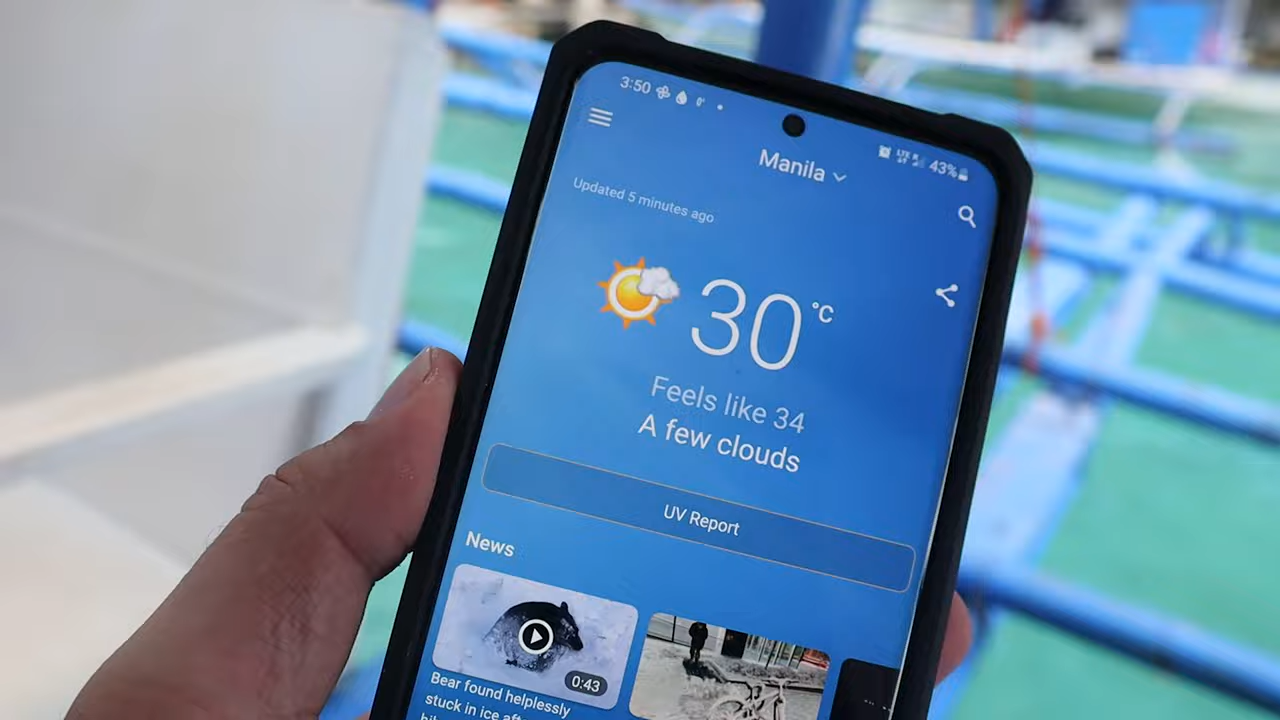 3:50
LTE 43%
Manila
Updated 5 minutes ago
30 °C
Feels like 34
A few clouds
UV Report
News
0:43
Bear found helplessly
stuck in ice